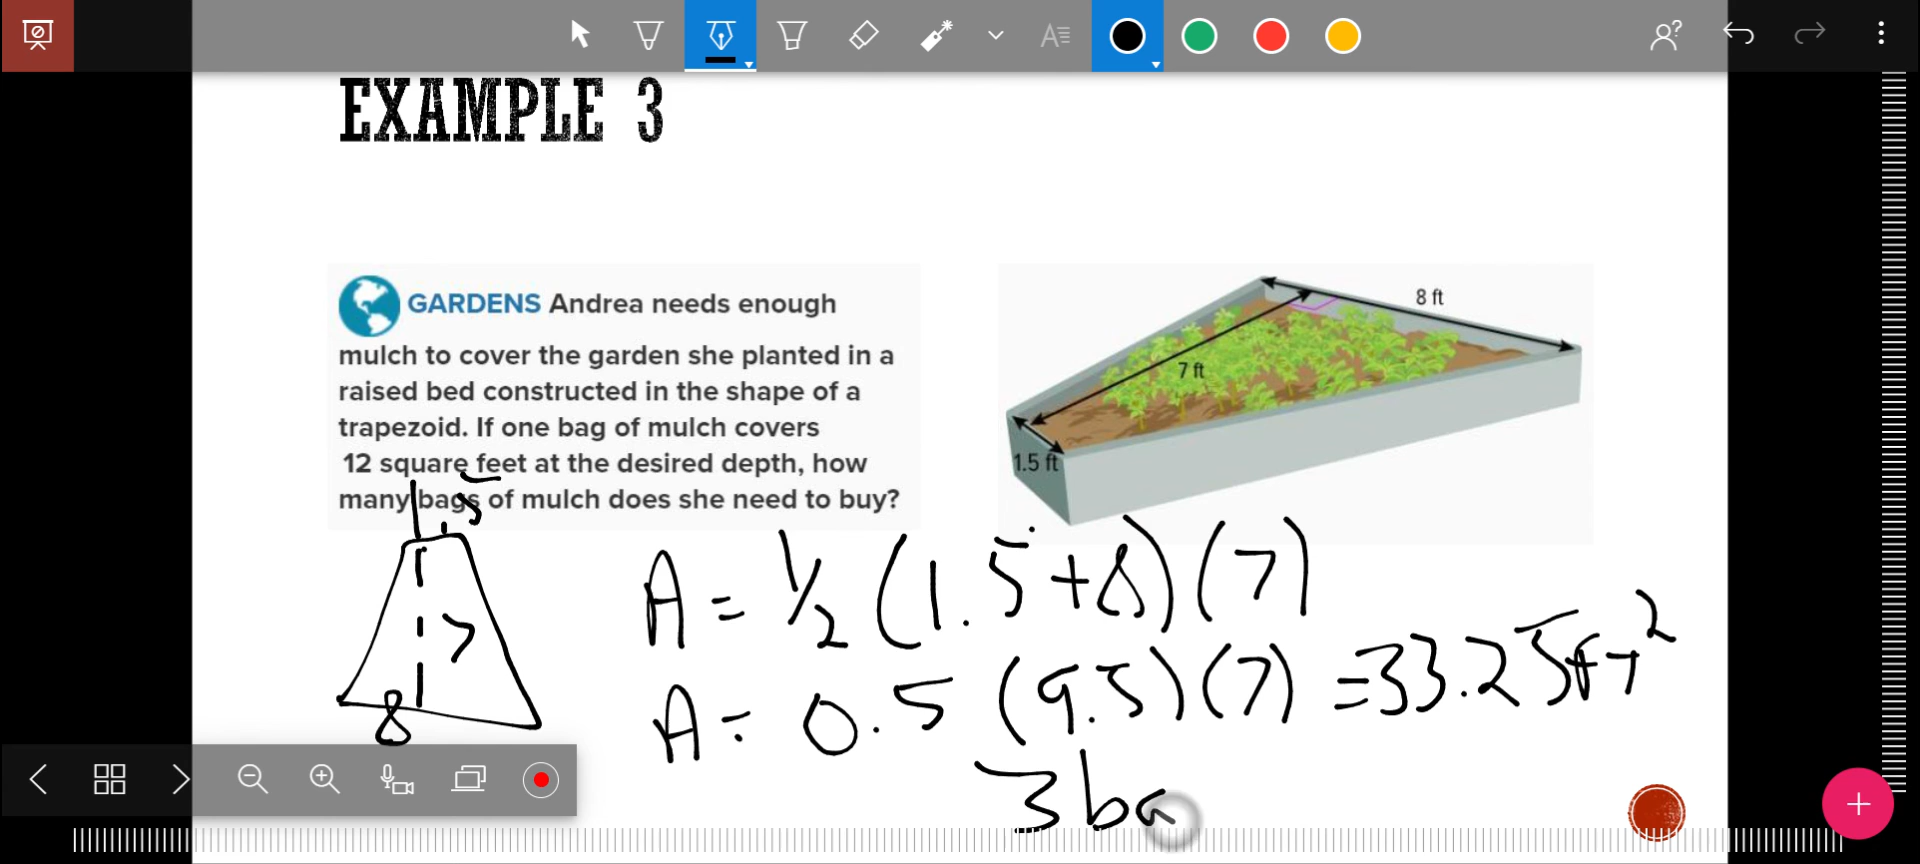 EXAMPLE 3
GARDENS Andrea needs enough
mulch to cover the garden she planted in a
raised bed constructed in the shape of a
trapezoid. If one bag of mulch covers
12 square feet at the desired depth, how
many bags of mulch does she need to buy?
8 ft
7 ft
1.5 ft
1.5
7
8
A = 1/2 (1.5+8)(7)
A = 0.5 (9.5)(7) =33.25ft²
3 ba